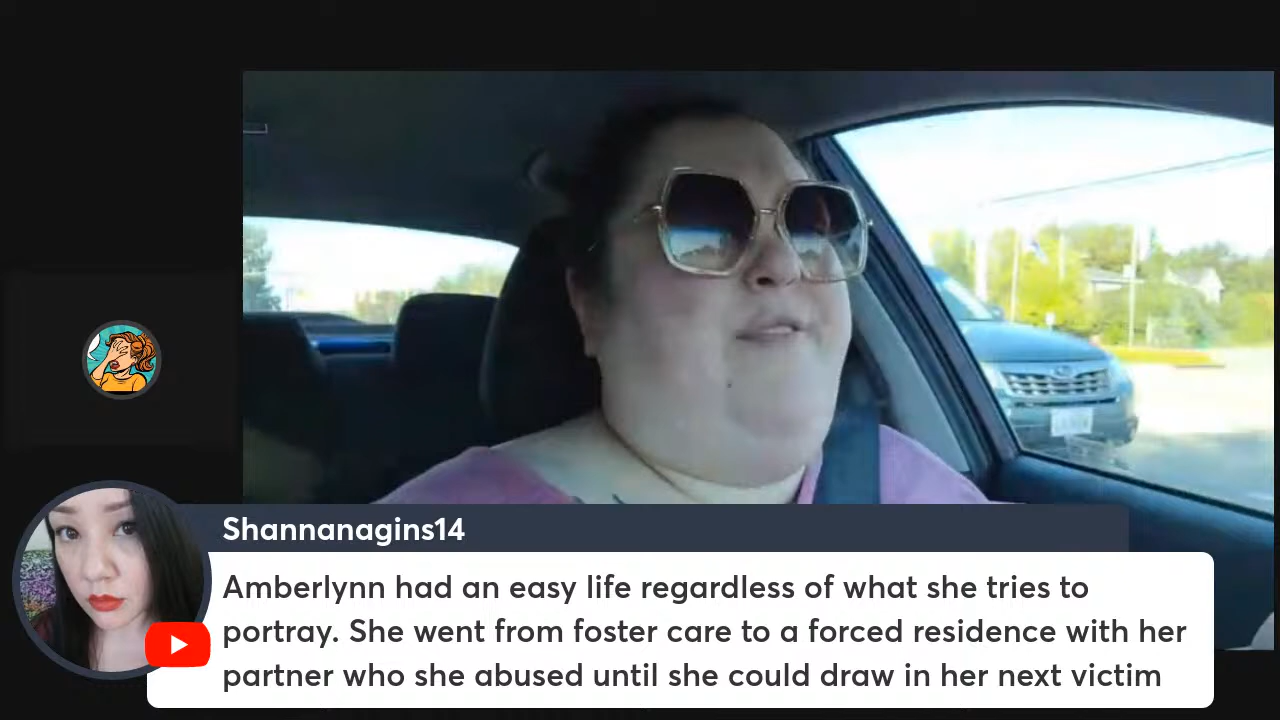 Shannanagins14
Amberlynn had an easy life regardless of what she tries to
portray. She went from foster care to a forced residence with her
partner who she abused until she could draw in her next victim